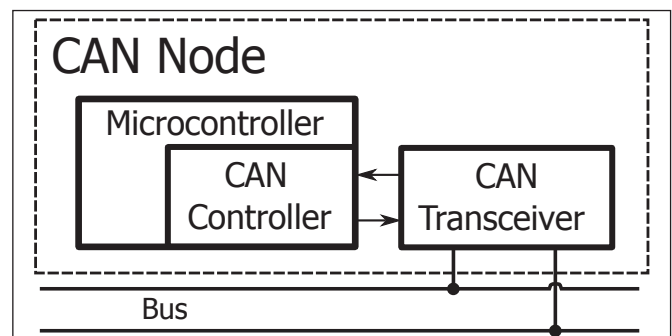 CAN Node
Microcontroller
CAN
Controller
CAN
Transceiver
Bus